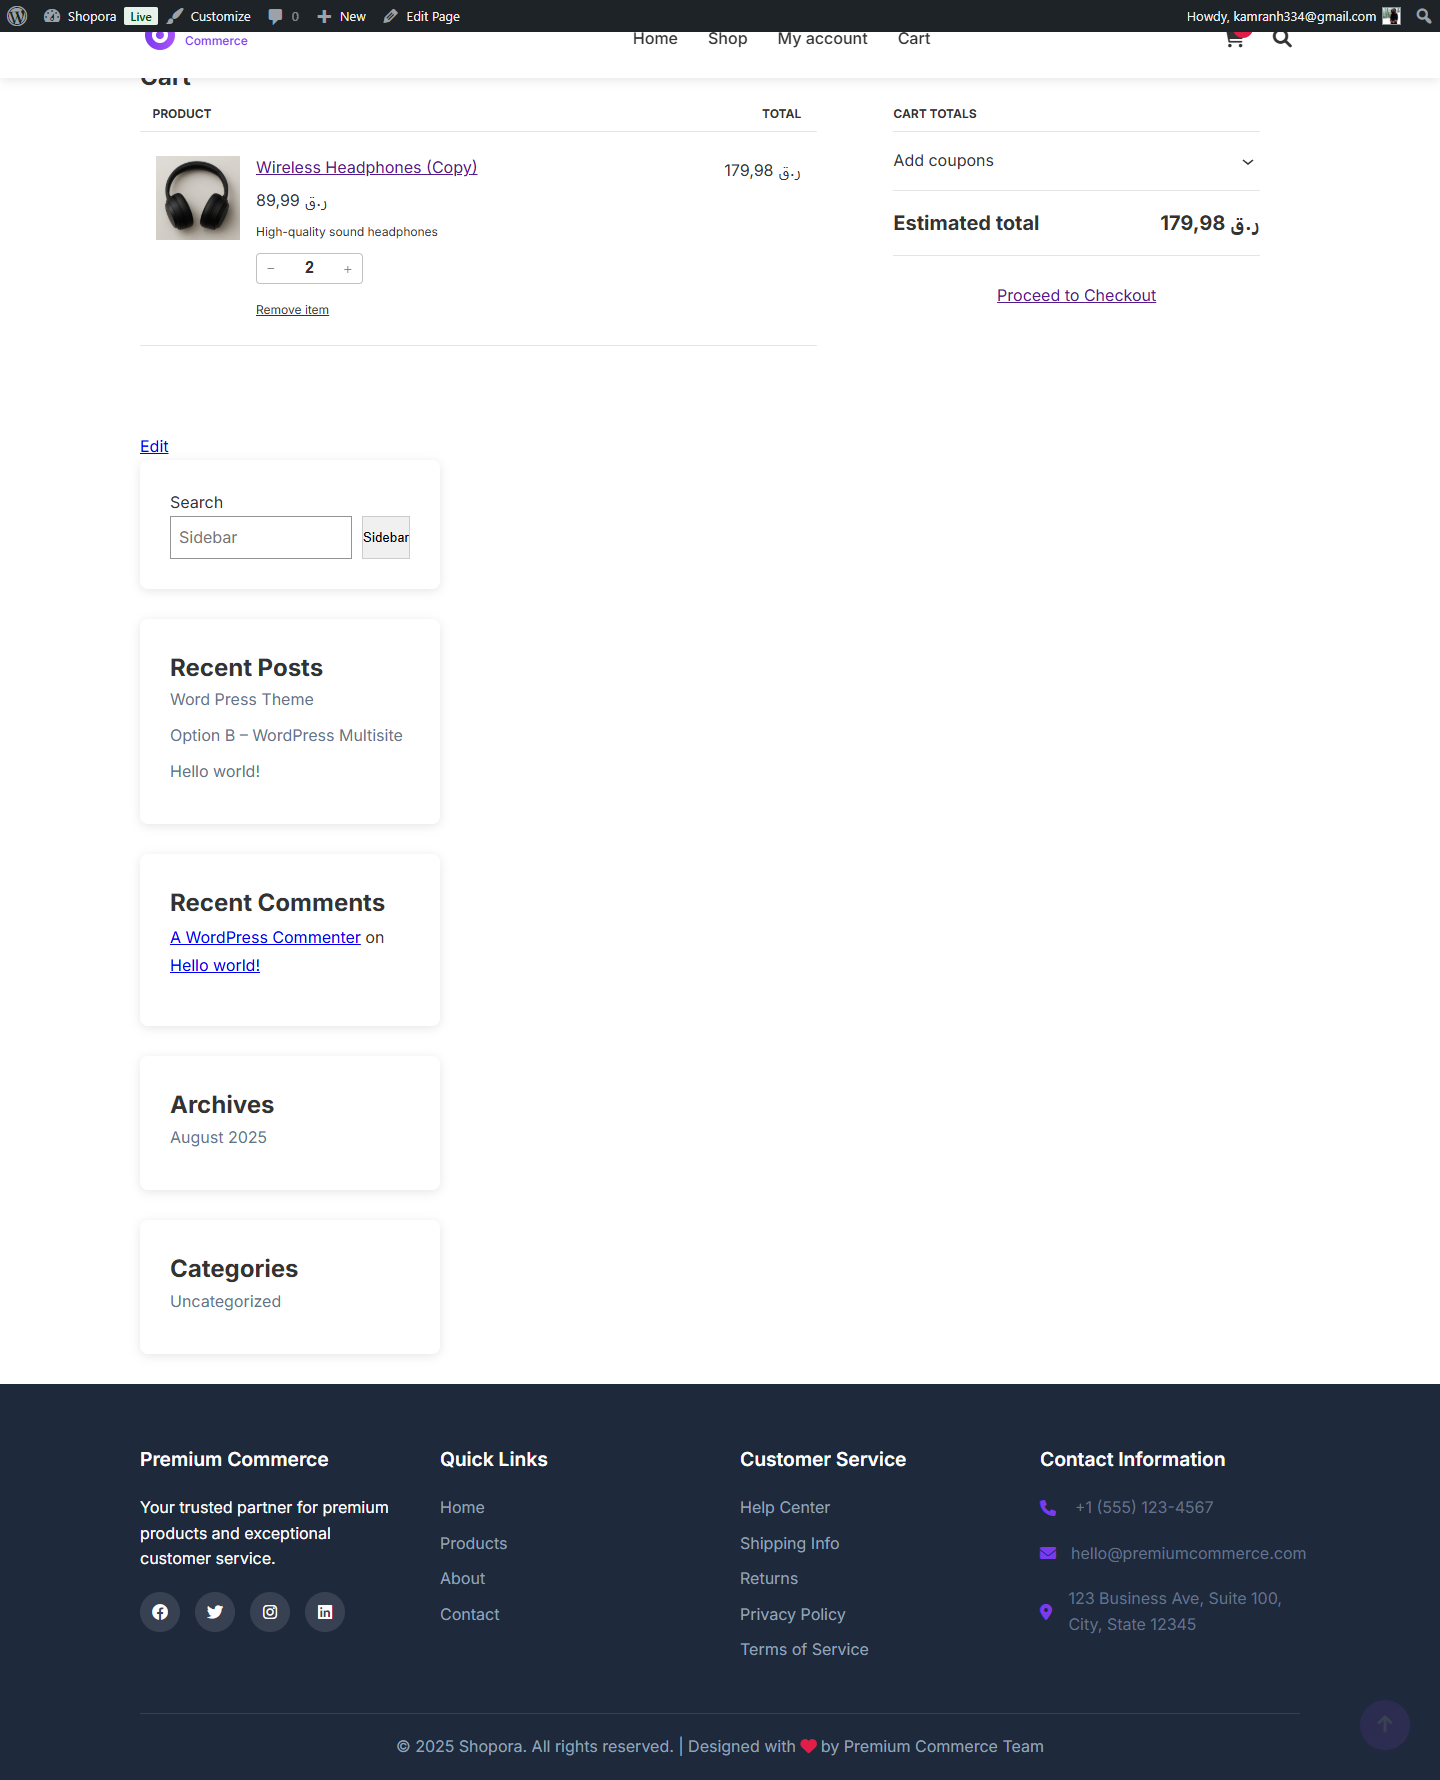 Shopora
Live
Customize
0
New
Edit Page
Howdy, kamranh334@gmail.com
Commerce
Home
Shop
My account
Cart
Cart
PRODUCT
TOTAL
Wireless Headphones (Copy)
179,98 ر.ق
89,99 ر.ق
High-quality sound headphones
− 2 +
Remove item
CART TOTALS
Add coupons
Estimated total
179,98 ر.ق
Proceed to Checkout
Edit
Search
Sidebar
Sidebar
Recent Posts
Word Press Theme
Option B – WordPress Multisite
Hello world!
Recent Comments
A WordPress Commenter on
Hello world!
Archives
August 2025
Categories
Uncategorized
Premium Commerce
Your trusted partner for premium
products and exceptional
customer service.
Quick Links
Home
Products
About
Contact
Customer Service
Help Center
Shipping Info
Returns
Privacy Policy
Terms of Service
Contact Information
+1 (555) 123-4567
hello@premiumcommerce.com
123 Business Ave, Suite 100,
City, State 12345
© 2025 Shopora. All rights reserved. | Designed with ♥ by Premium Commerce Team